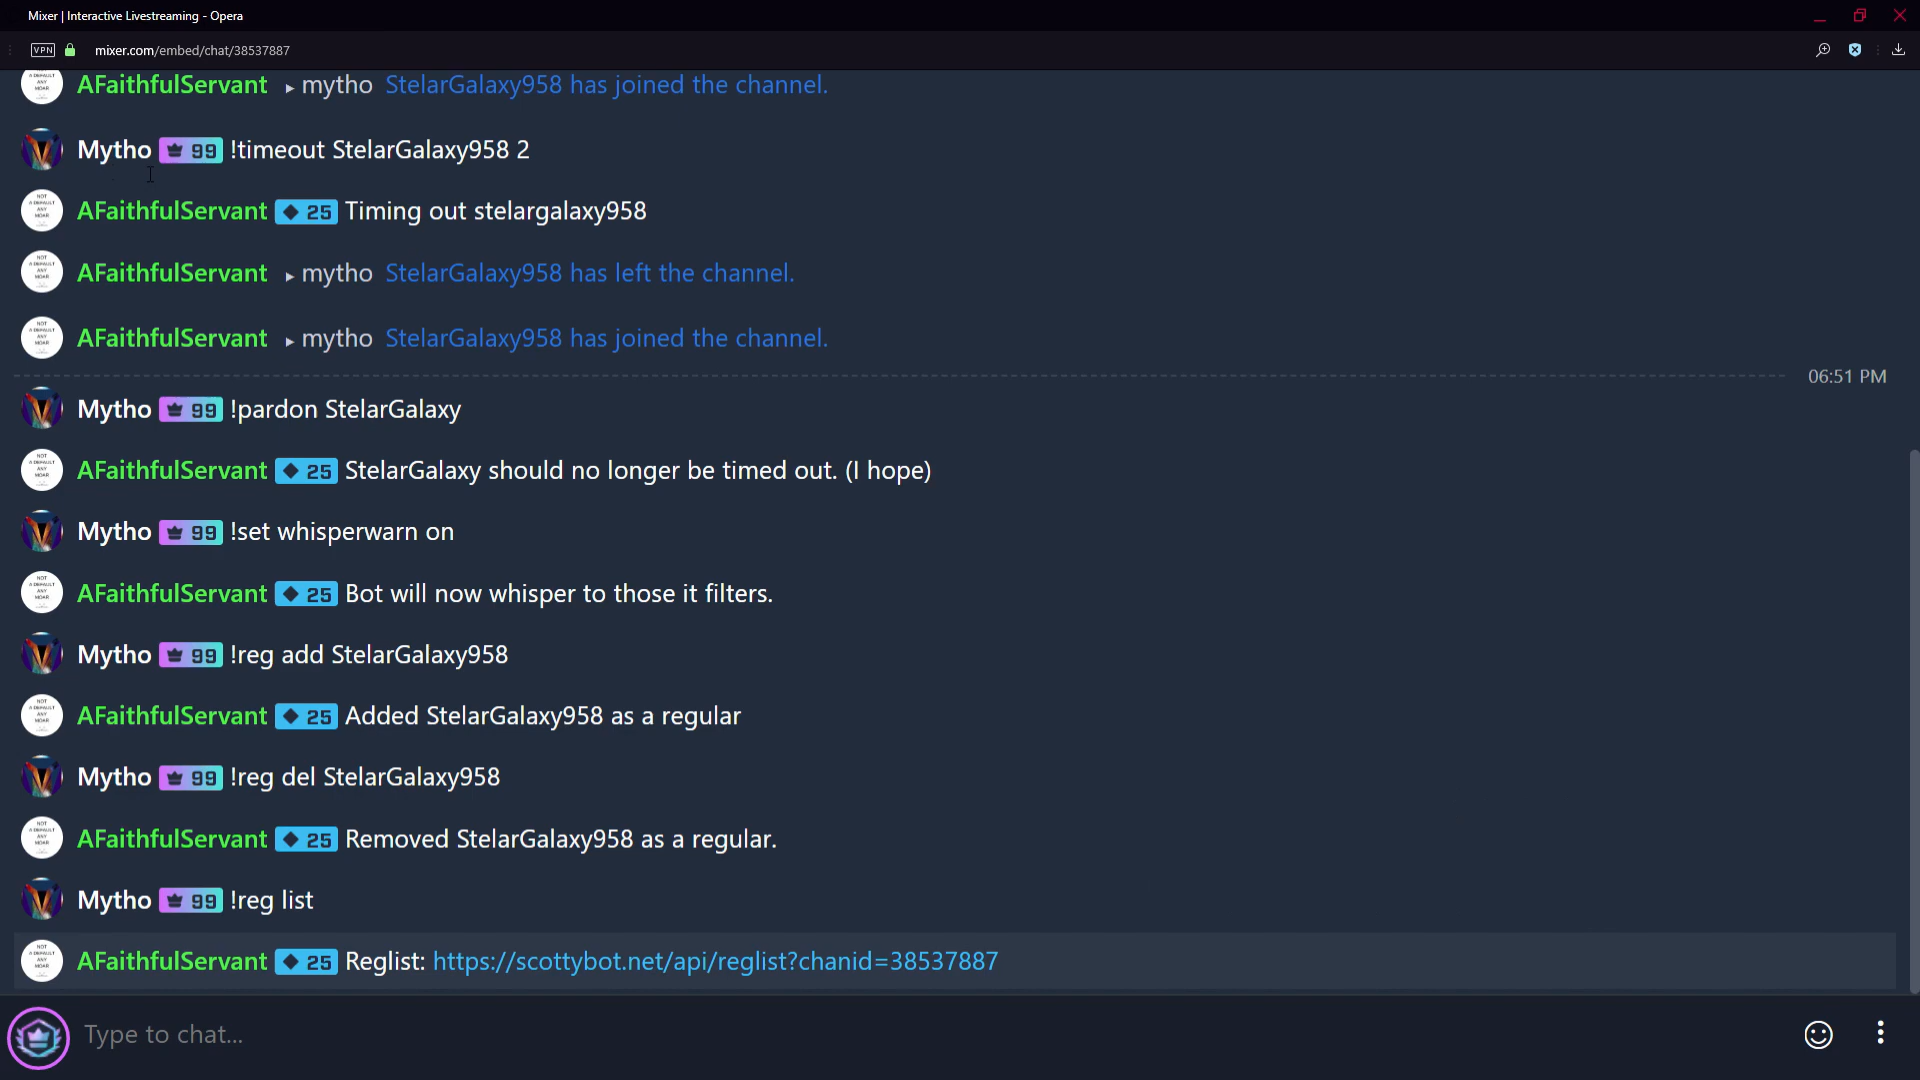 Mixer | Interactive Livestreaming - Opera
VPN mixer.com/embed/chat/38537887
AFaithfulServant ▸ mytho StelarGalaxy958 has joined the channel.
Mytho 99 !timeout StelarGalaxy958 2
AFaithfulServant 25 Timing out stelargalaxy958
AFaithfulServant ▸ mytho StelarGalaxy958 has left the channel.
AFaithfulServant ▸ mytho StelarGalaxy958 has joined the channel.
06:51 PM
Mytho 99 !pardon StelarGalaxy
AFaithfulServant 25 StelarGalaxy should no longer be timed out. (I hope)
Mytho 99 !set whisperwarn on
AFaithfulServant 25 Bot will now whisper to those it filters.
Mytho 99 !reg add StelarGalaxy958
AFaithfulServant 25 Added StelarGalaxy958 as a regular
Mytho 99 !reg del StelarGalaxy958
AFaithfulServant 25 Removed StelarGalaxy958 as a regular.
Mytho 99 !reg list
AFaithfulServant 25 Reglist: https://scottybot.net/api/reglist?chanid=38537887
Type to chat...